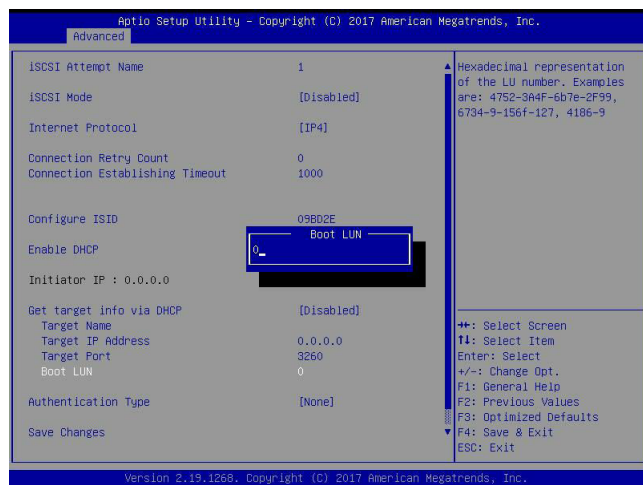 Aptio Setup Utility – Copyright (C) 2017 American Megatrends, Inc.
Advanced
iSCSI Attempt Name 1
iSCSI Mode [Disabled]
Internet Protocol [IP4]
Connection Retry Count 0
Connection Establishing Timeout 1000
Configure ISID 09BD2E
Boot LUN
Enable DHCP
0_
Initiator IP : 0.0.0.0
Get target info via DHCP [Disabled]
Target Name
Target IP Address 0.0.0.0
Target Port 3260
Boot LUN 0
Authentication Type [None]
Save Changes
Hexadecimal representation
of the LU number. Examples
are: 4752-3A4F-6b7e-2F99,
6734-9-156f-127, 4186-9
→←: Select Screen
↑↓: Select Item
Enter: Select
+/-: Change Opt.
F1: General Help
F2: Previous Values
F3: Optimized Defaults
F4: Save & Exit
ESC: Exit
Version 2.19.1268. Copyright (C) 2017 American Megatrends, Inc.